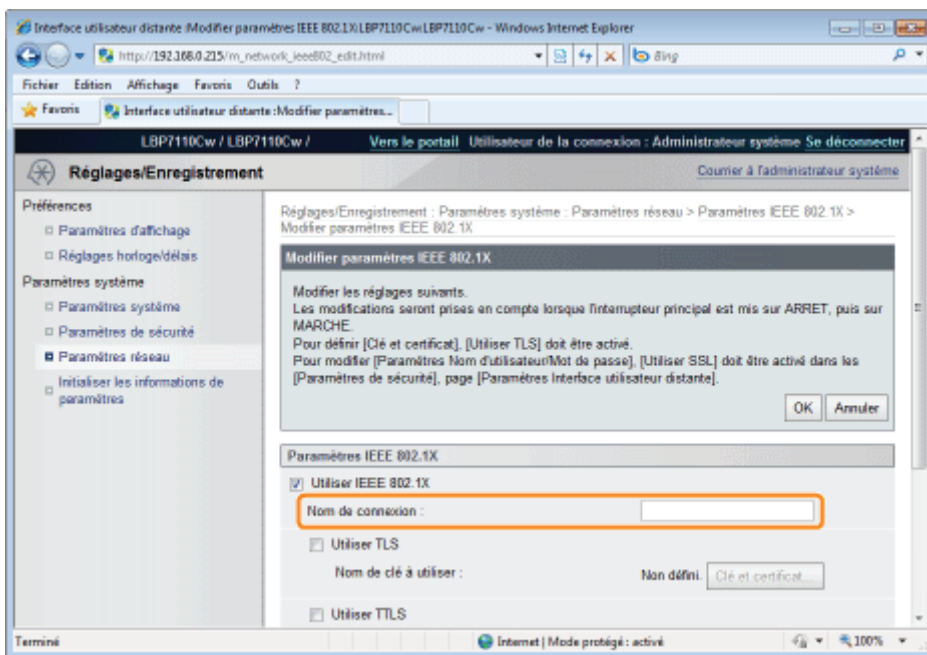 Interface utilisateur distante :Modifier paramètres IEEE 802.1X:LBP7110Cw:LBP7110Cw - Windows Internet Explorer
http://192.168.0.215/m_network_ieee802_edit.html
Bing
Fichier Edition Affichage Favoris Outils ?
Favoris
Interface utilisateur distante :Modifier paramètres...
LBP7110Cw / LBP7110Cw /
Vers le portail Utilisateur de la connexion : Administrateur système Se déconnecter
Réglages/Enregistrement
Courrier à l'administrateur système
Préférences
Paramètres d'affichage
Réglages horloge/délais
Paramètres système
Paramètres système
Paramètres de sécurité
Paramètres réseau
Initialiser les informations de
paramètres
Réglages/Enregistrement : Paramètres système : Paramètres réseau > Paramètres IEEE 802.1X >
Modifier paramètres IEEE 802.1X
Modifier paramètres IEEE 802.1X
Modifier les réglages suivants.
Les modifications seront prises en compte lorsque l'interrupteur principal est mis sur ARRET, puis sur
MARCHE.
Pour définir [Clé et certificat], [Utiliser TLS] doit être activé.
Pour modifier [Paramètres Nom d'utilisateur/Mot de passe], [Utiliser SSL] doit être activé dans les
[Paramètres de sécurité], page [Paramètres Interface utilisateur distante].
OK Annuler
Paramètres IEEE 802.1X
Utiliser IEEE 802.1X
Nom de connexion :
Utiliser TLS
Nom de clé à utiliser : Non défini. Clé et certificat...
Utiliser TTLS
Terminé
Internet | Mode protégé : activé
100%